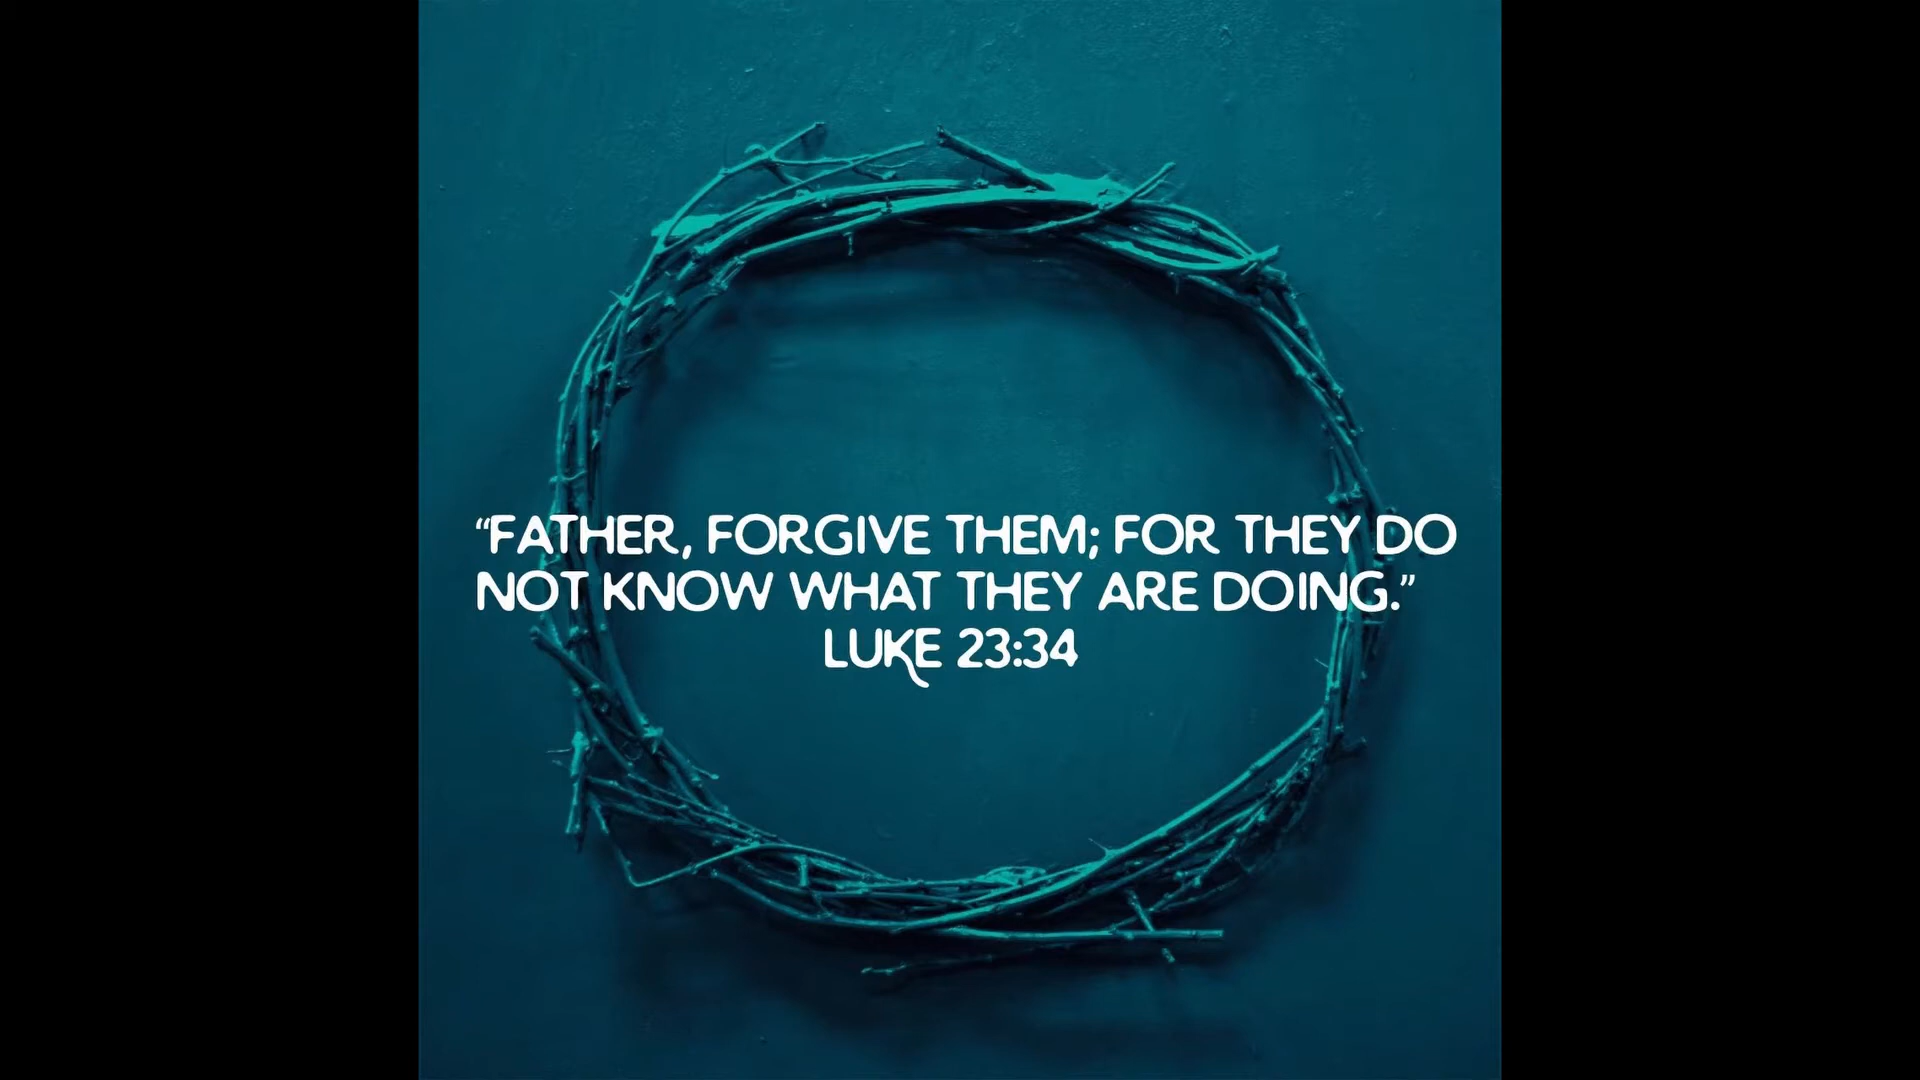 “FATHER, FORGIVE THEM; FOR THEY DO
NOT KNOW WHAT THEY ARE DOING.”
LUKE 23:34